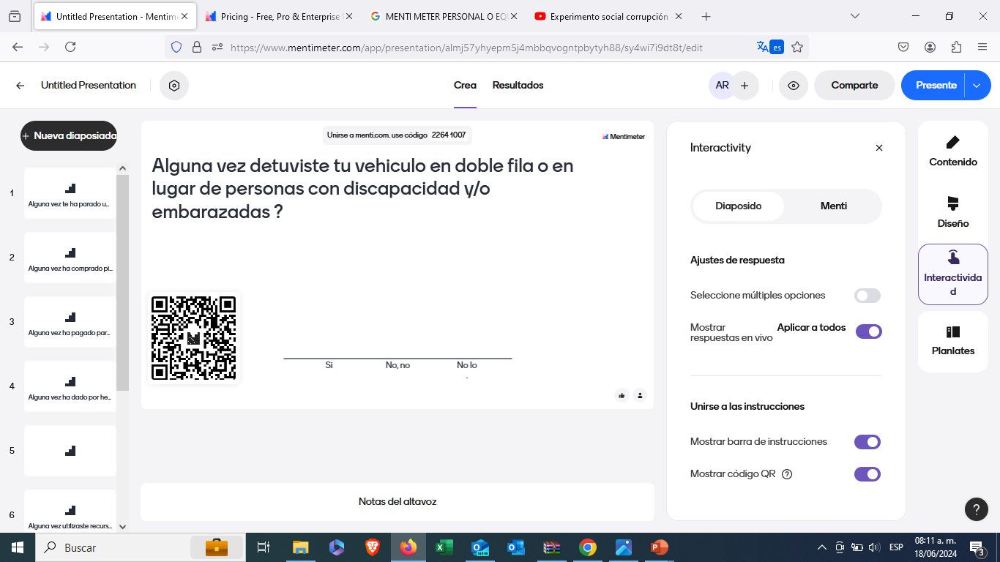 Untitled Presentation - Mentime
Pricing - Free, Pro & Enterprise
MENTI METER PERSONAL O EQ
Experimento social corrupción -
https://www.mentimeter.com/app/presentation/almj57yhyepm5j4mbbqvogntpbytyh88/sy4wi7i9dt8t/edit
es
Untitled Presentation
Crea
Resultados
AR
Comparte
Presente
Nueva diaposiada
1
Alguna vez te ha parado u...
2
Alguna vez ha comprado pi...
3
Alguna vez ha pagado par...
4
Alguna vez ha dado por he...
5
6
Alguna vez utilizaste recurs...
Unirse a menti.com. use código 2264 1007
Mentimeter
Alguna vez detuviste tu vehiculo en doble fila o en
lugar de personas con discapacidad y/o
embarazadas ?
Si
No, no
No lo
Notas del altavoz
Interactivity
Diaposido
Menti
Ajustes de respuesta
Seleccione múltiples opciones
Mostrar
respuestas en vivo
Aplicar a todos
Unirse a las instrucciones
Mostrar barra de instrucciones
Mostrar código QR ?
Contenido
Diseño
Interactivida
d
Planlates
?
Buscar
NEW
ESP
08:11 a. m.
18/06/2024
3